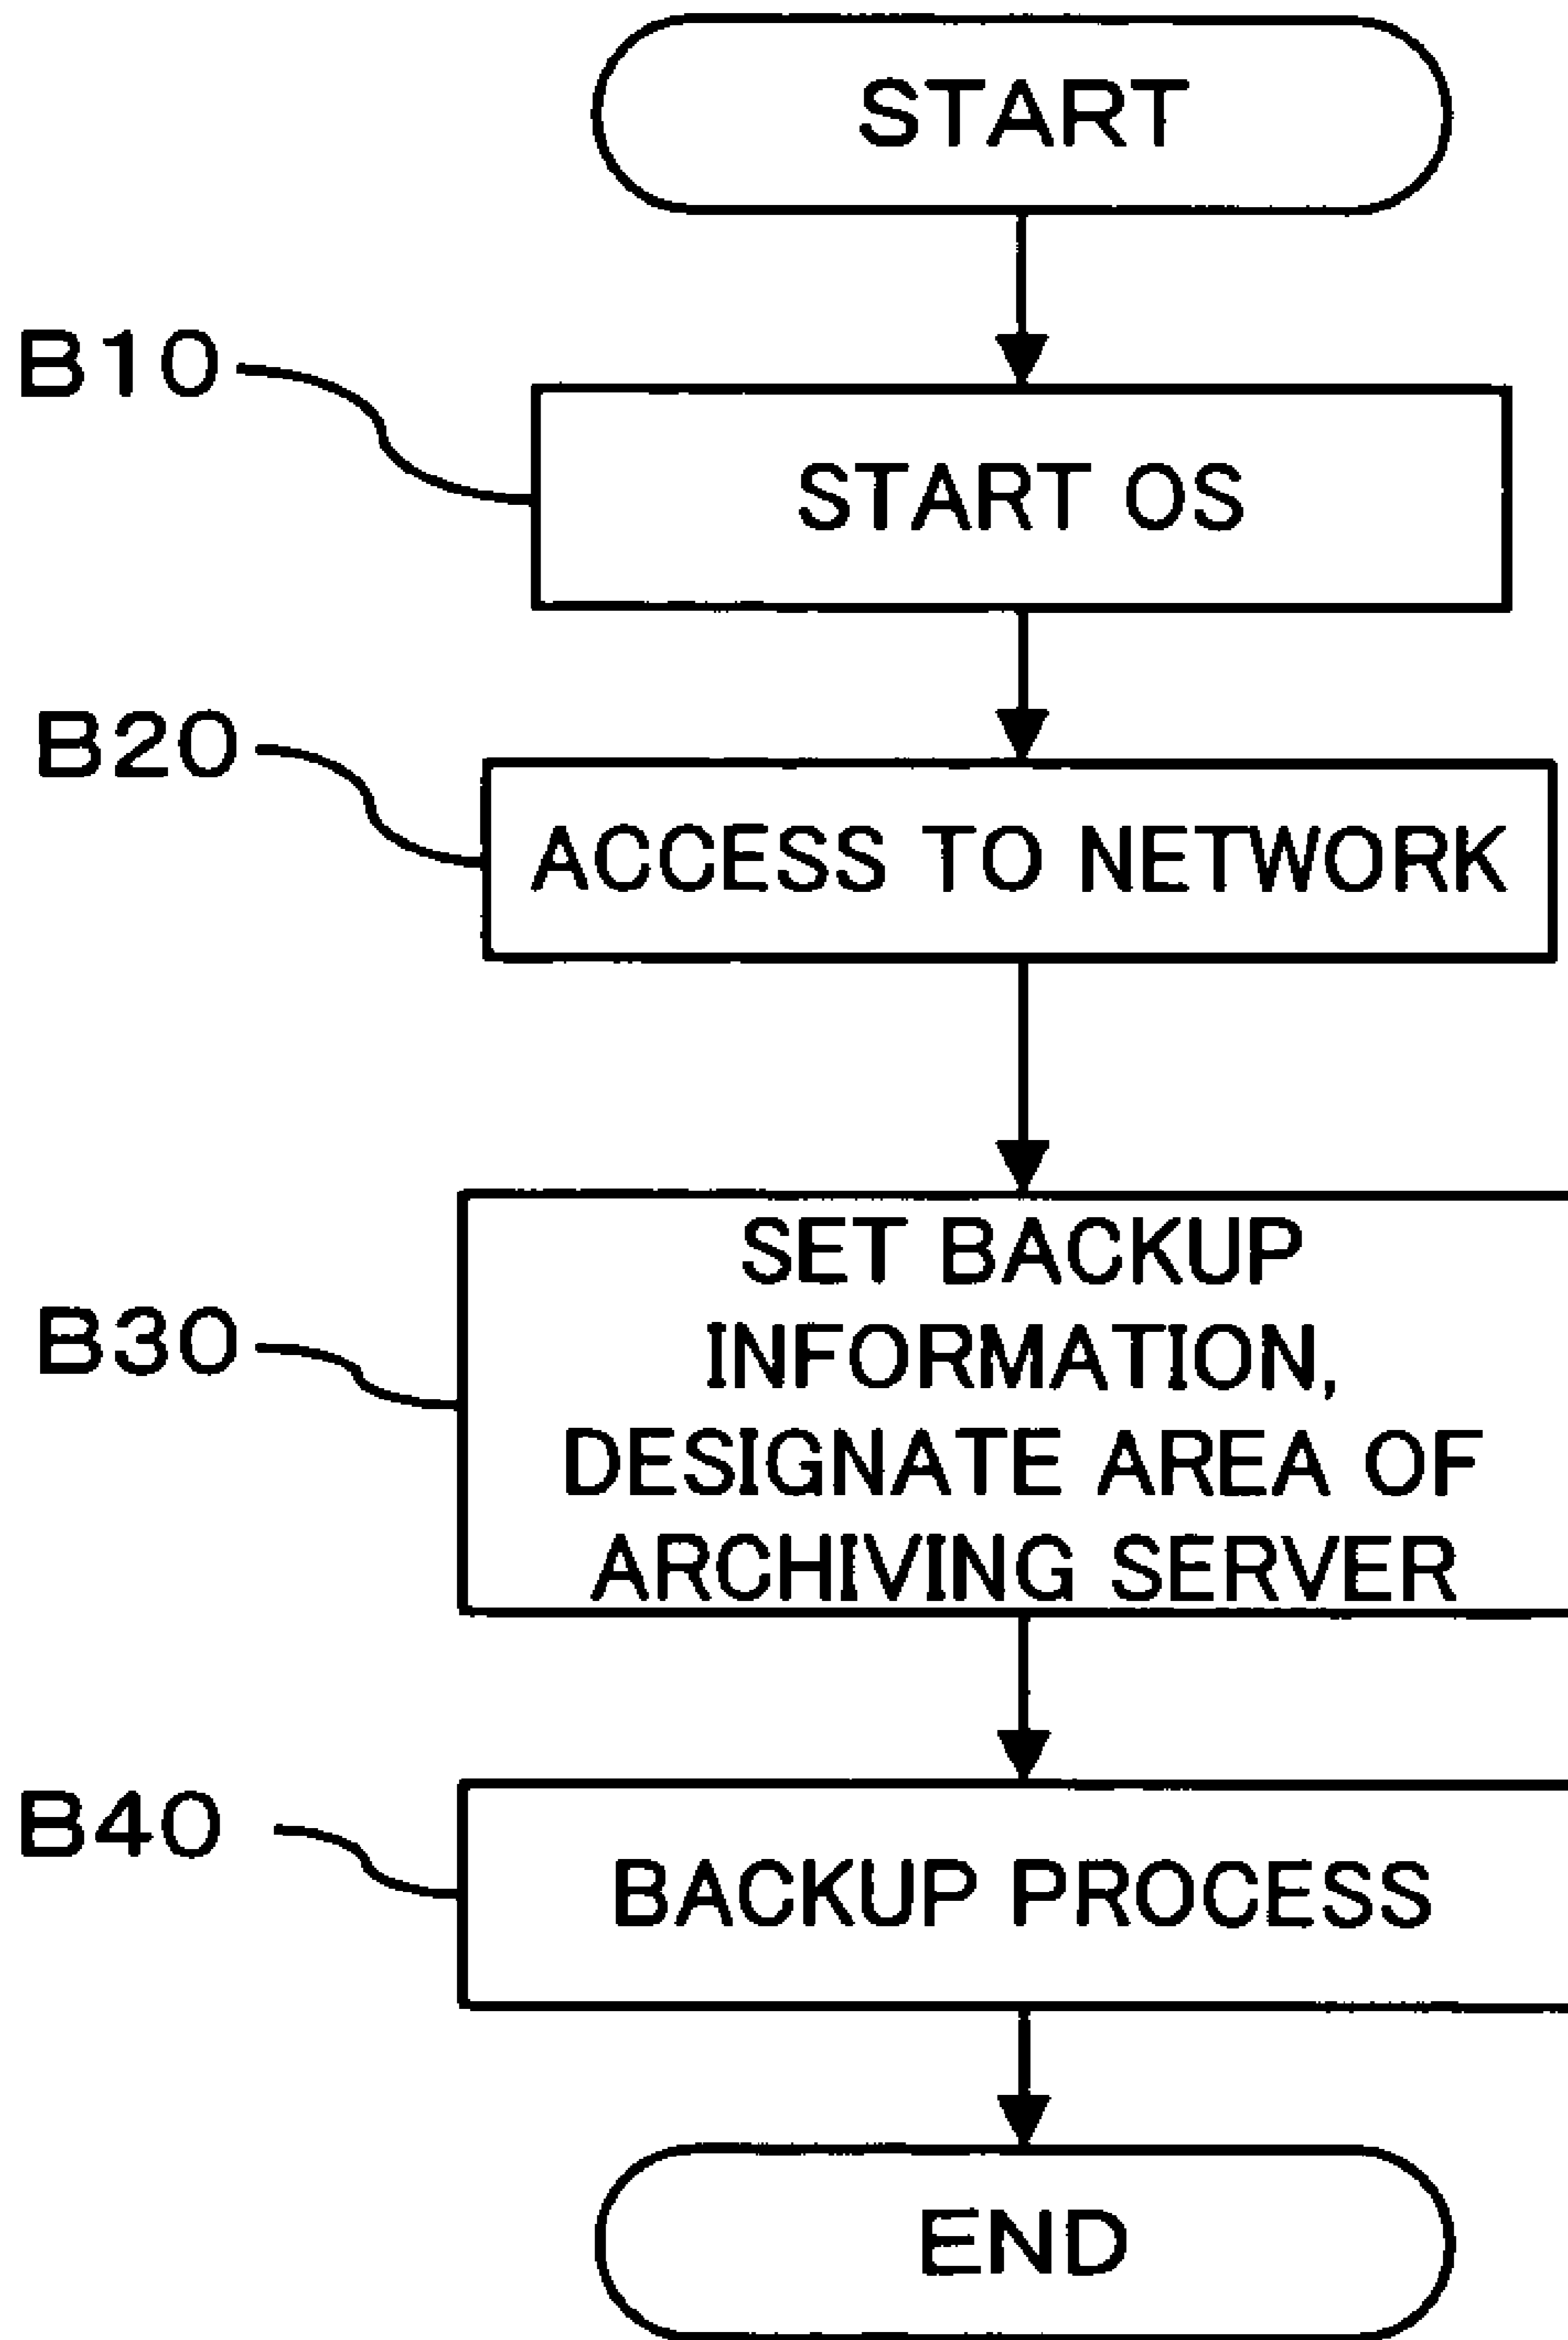 START
B10
START OS
B20
ACCESS TO NETWORK
B30
SET BACKUP
INFORMATION,
DESIGNATE AREA OF
ARCHIVING SERVER
B40
BACKUP PROCESS
END